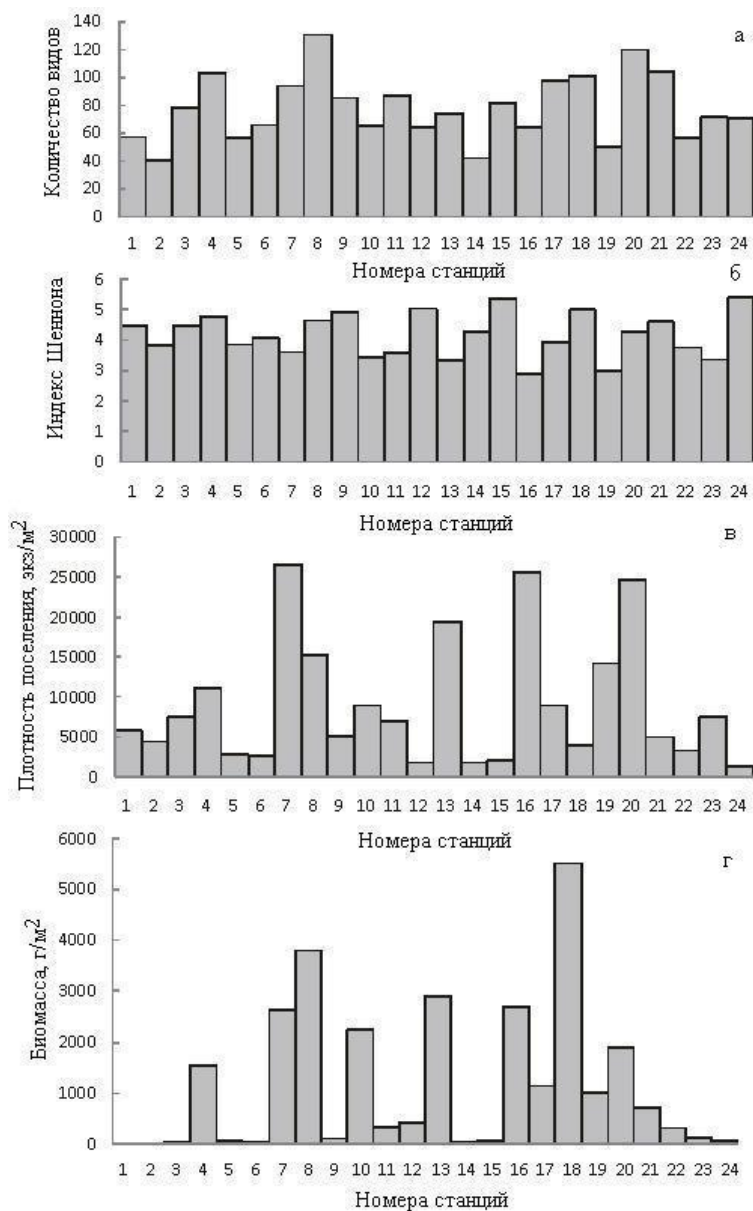 а
Количество видов
140
120
100
80
60
40
20
0
1 2 3 4 5 6 7 8 9 10 11 12 13 14 15 16 17 18 19 20 21 22 23 24
Номера станций
б
Индекс Шеннона
6
5
4
3
2
1
0
1 2 3 4 5 6 7 8 9 10 11 12 13 14 15 16 17 18 19 20 21 22 23 24
Номера станций
в
Плотность поселения, экз/м²
30000
25000
20000
15000
10000
5000
0
1 2 3 4 5 6 7 8 9 10 11 12 13 14 15 16 17 18 19 20 21 22 23 24
Номера станций
г
Биомасса, г/м²
6000
5000
4000
3000
2000
1000
0
1 2 3 4 5 6 7 8 9 10 11 12 13 14 15 16 17 18 19 20 21 22 23 24
Номера станций